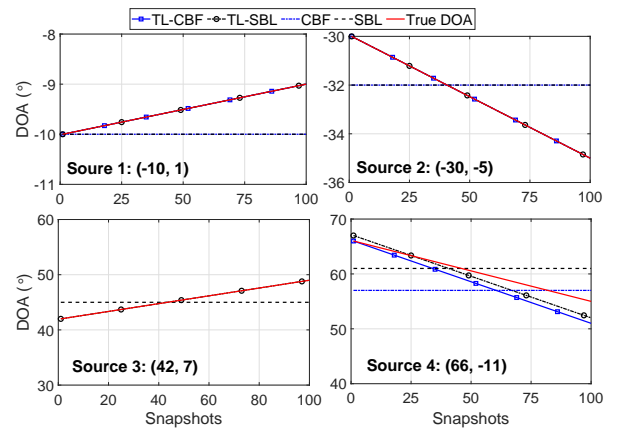 TL-CBF TL-SBL CBF SBL True DOA
-8
-9
-10
-11
DOA (°)
0 25 50 75 100
Soure 1: (-10, 1)
-30
-32
-34
-36
0 25 50 75 100
Source 2: (-30, -5)
60
50
40
30
DOA (°)
0 20 40 60 80 100
Snapshots
Source 3: (42, 7)
70
60
50
40
0 25 50 75 100
Snapshots
Source 4: (66, -11)